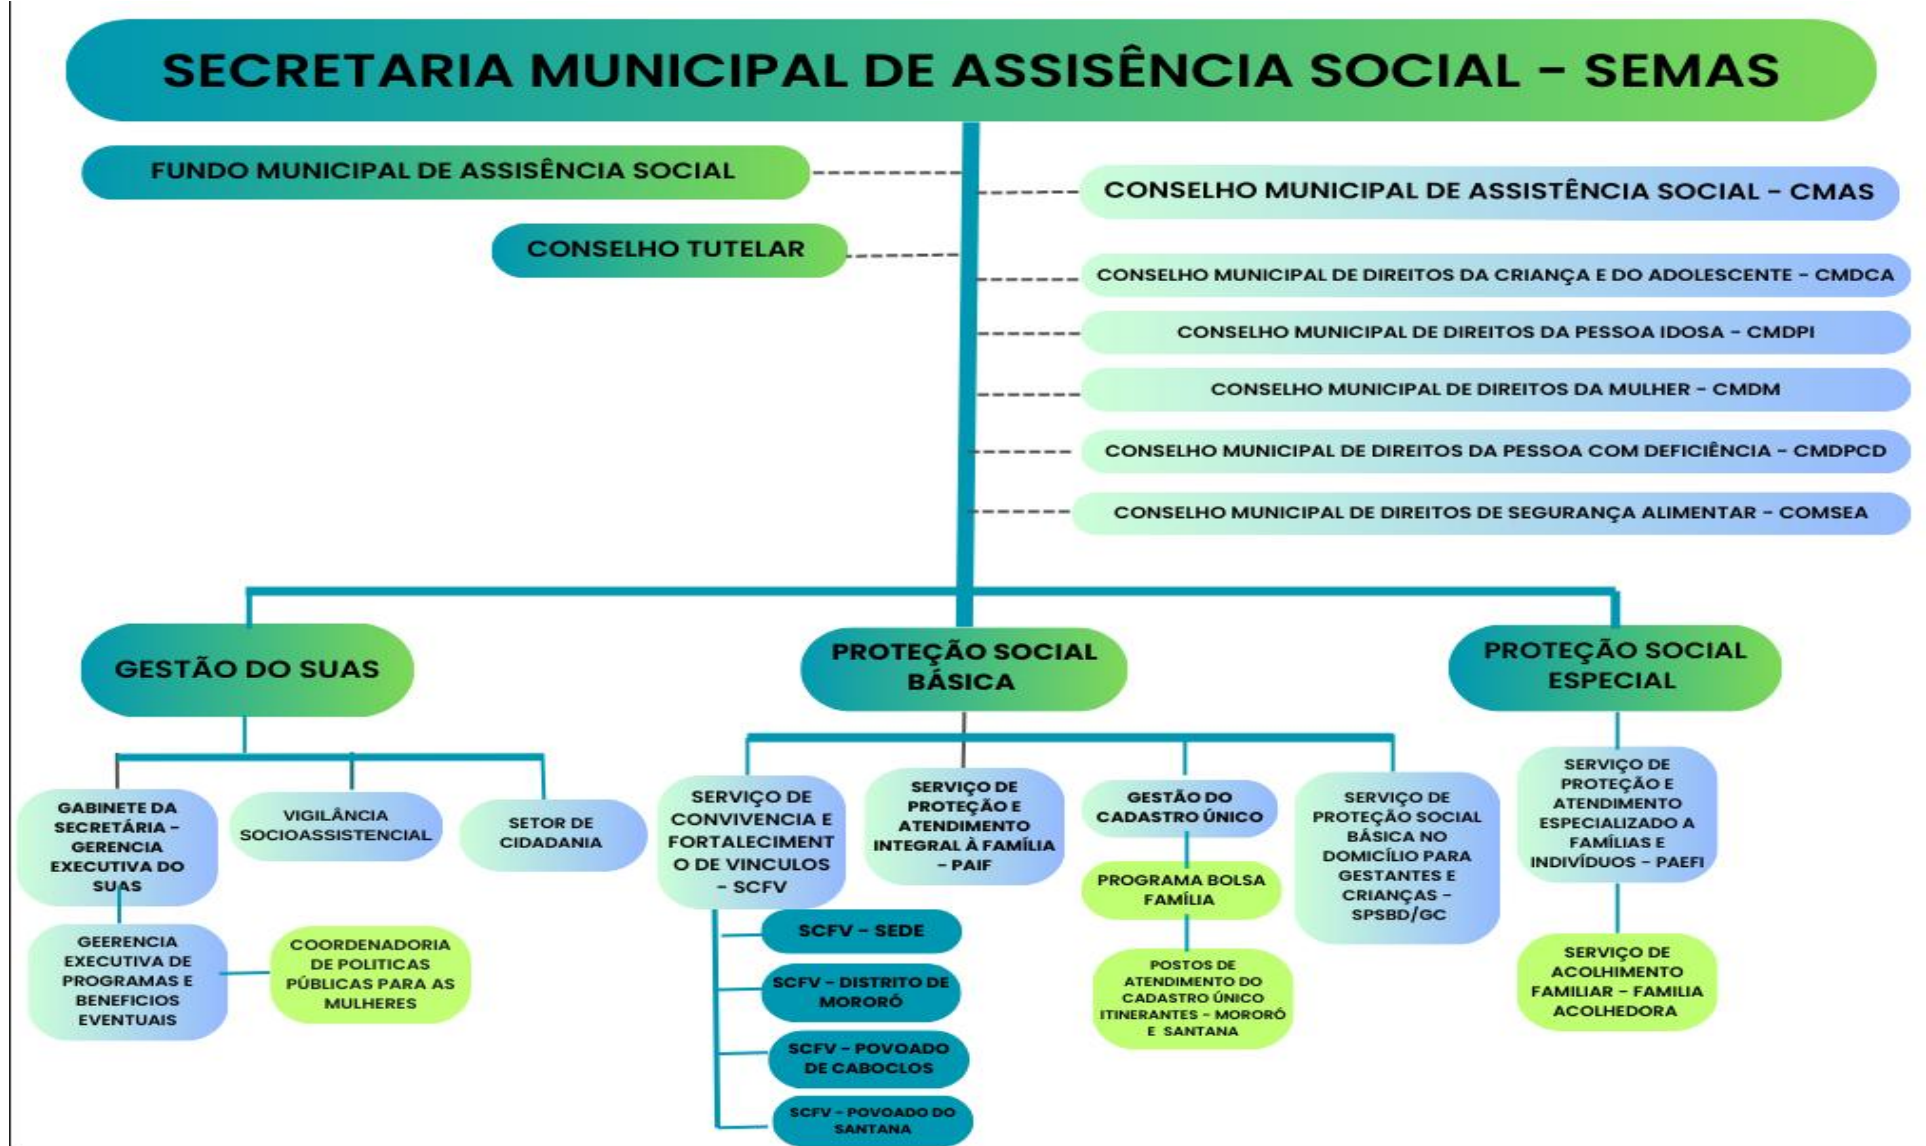 SECRETARIA MUNICIPAL DE ASSISÊNCIA SOCIAL – SEMAS
FUNDO MUNICIPAL DE ASSISÊNCIA SOCIAL
CONSELHO TUTELAR
CONSELHO MUNICIPAL DE ASSISTÊNCIA SOCIAL – CMAS
CONSELHO MUNICIPAL DE DIREITOS DA CRIANÇA E DO ADOLESCENTE – CMDCA
CONSELHO MUNICIPAL DE DIREITOS DA PESSOA IDOSA – CMDPI
CONSELHO MUNICIPAL DE DIREITOS DA MULHER – CMDM
CONSELHO MUNICIPAL DE DIREITOS DA PESSOA COM DEFICIÊNCIA – CMDPCD
CONSELHO MUNICIPAL DE DIREITOS DE SEGURANÇA ALIMENTAR – COMSEA
GESTÃO DO SUAS
GABINETE DA
SECRETÁRIA –
GERENCIA
EXECUTIVA DO
SUAS
VIGILÂNCIA
SOCIOASSISTENCIAL
SETOR DE
CIDADANIA
GEERENCIA
EXECUTIVA DE
PROGRAMAS E
BENEFICIOS
EVENTUAIS
COORDENADORIA
DE POLITICAS
PÚBLICAS PARA AS
MULHERES
PROTEÇÃO SOCIAL
BÁSICA
SERVIÇO DE
CONVIVENCIA E
FORTALECIMENT
O DE VINCULOS
– SCFV
SCFV – SEDE
SCFV – DISTRITO DE
MORORÓ
SCFV – POVOADO
DE CABOCLOS
SCFV – POVOADO DO
SANTANA
SERVIÇO DE
PROTEÇÃO E
ATENDIMENTO
INTEGRAL À FAMÍLIA
– PAIF
GESTÃO DO
CADASTRO ÚNICO
PROGRAMA BOLSA
FAMÍLIA
POSTOS DE
ATENDIMENTO DO
CADASTRO ÚNICO
ITINERANTES – MORORÓ
E SANTANA
SERVIÇO DE
PROTEÇÃO SOCIAL
BÁSICA NO
DOMICÍLIO PARA
GESTANTES E
CRIANÇAS –
SPSBD/GC
PROTEÇÃO SOCIAL
ESPECIAL
SERVIÇO DE
PROTEÇÃO E
ATENDIMENTO
ESPECIALIZADO A
FAMÍLIAS E
INDIVÍDUOS – PAEFI
SERVIÇO DE
ACOLHIMENTO
FAMILIAR – FAMILIA
ACOLHEDORA